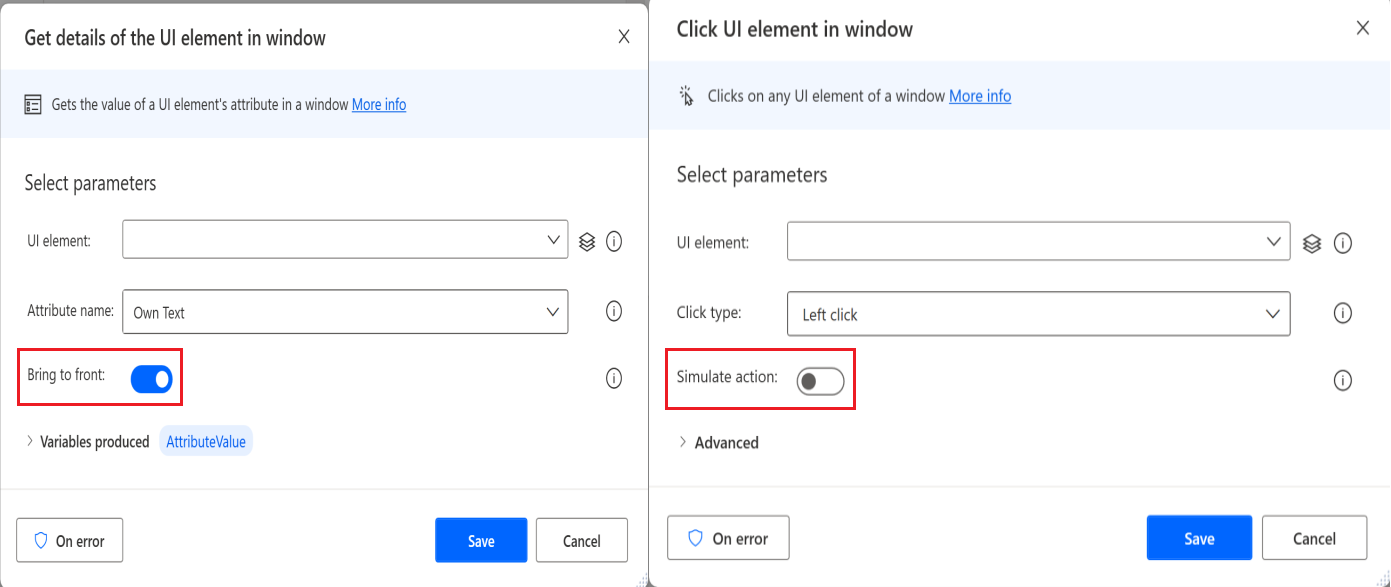 Get details of the UI element in window
Gets the value of a UI element's attribute in a window More info
Select parameters
UI element:
Attribute name: Own Text
Bring to front:
Variables produced AttributeValue
On error Save Cancel
Click UI element in window
Clicks on any UI element of a window More info
Select parameters
UI element:
Click type: Left click
Simulate action:
Advanced
On error Save Cancel